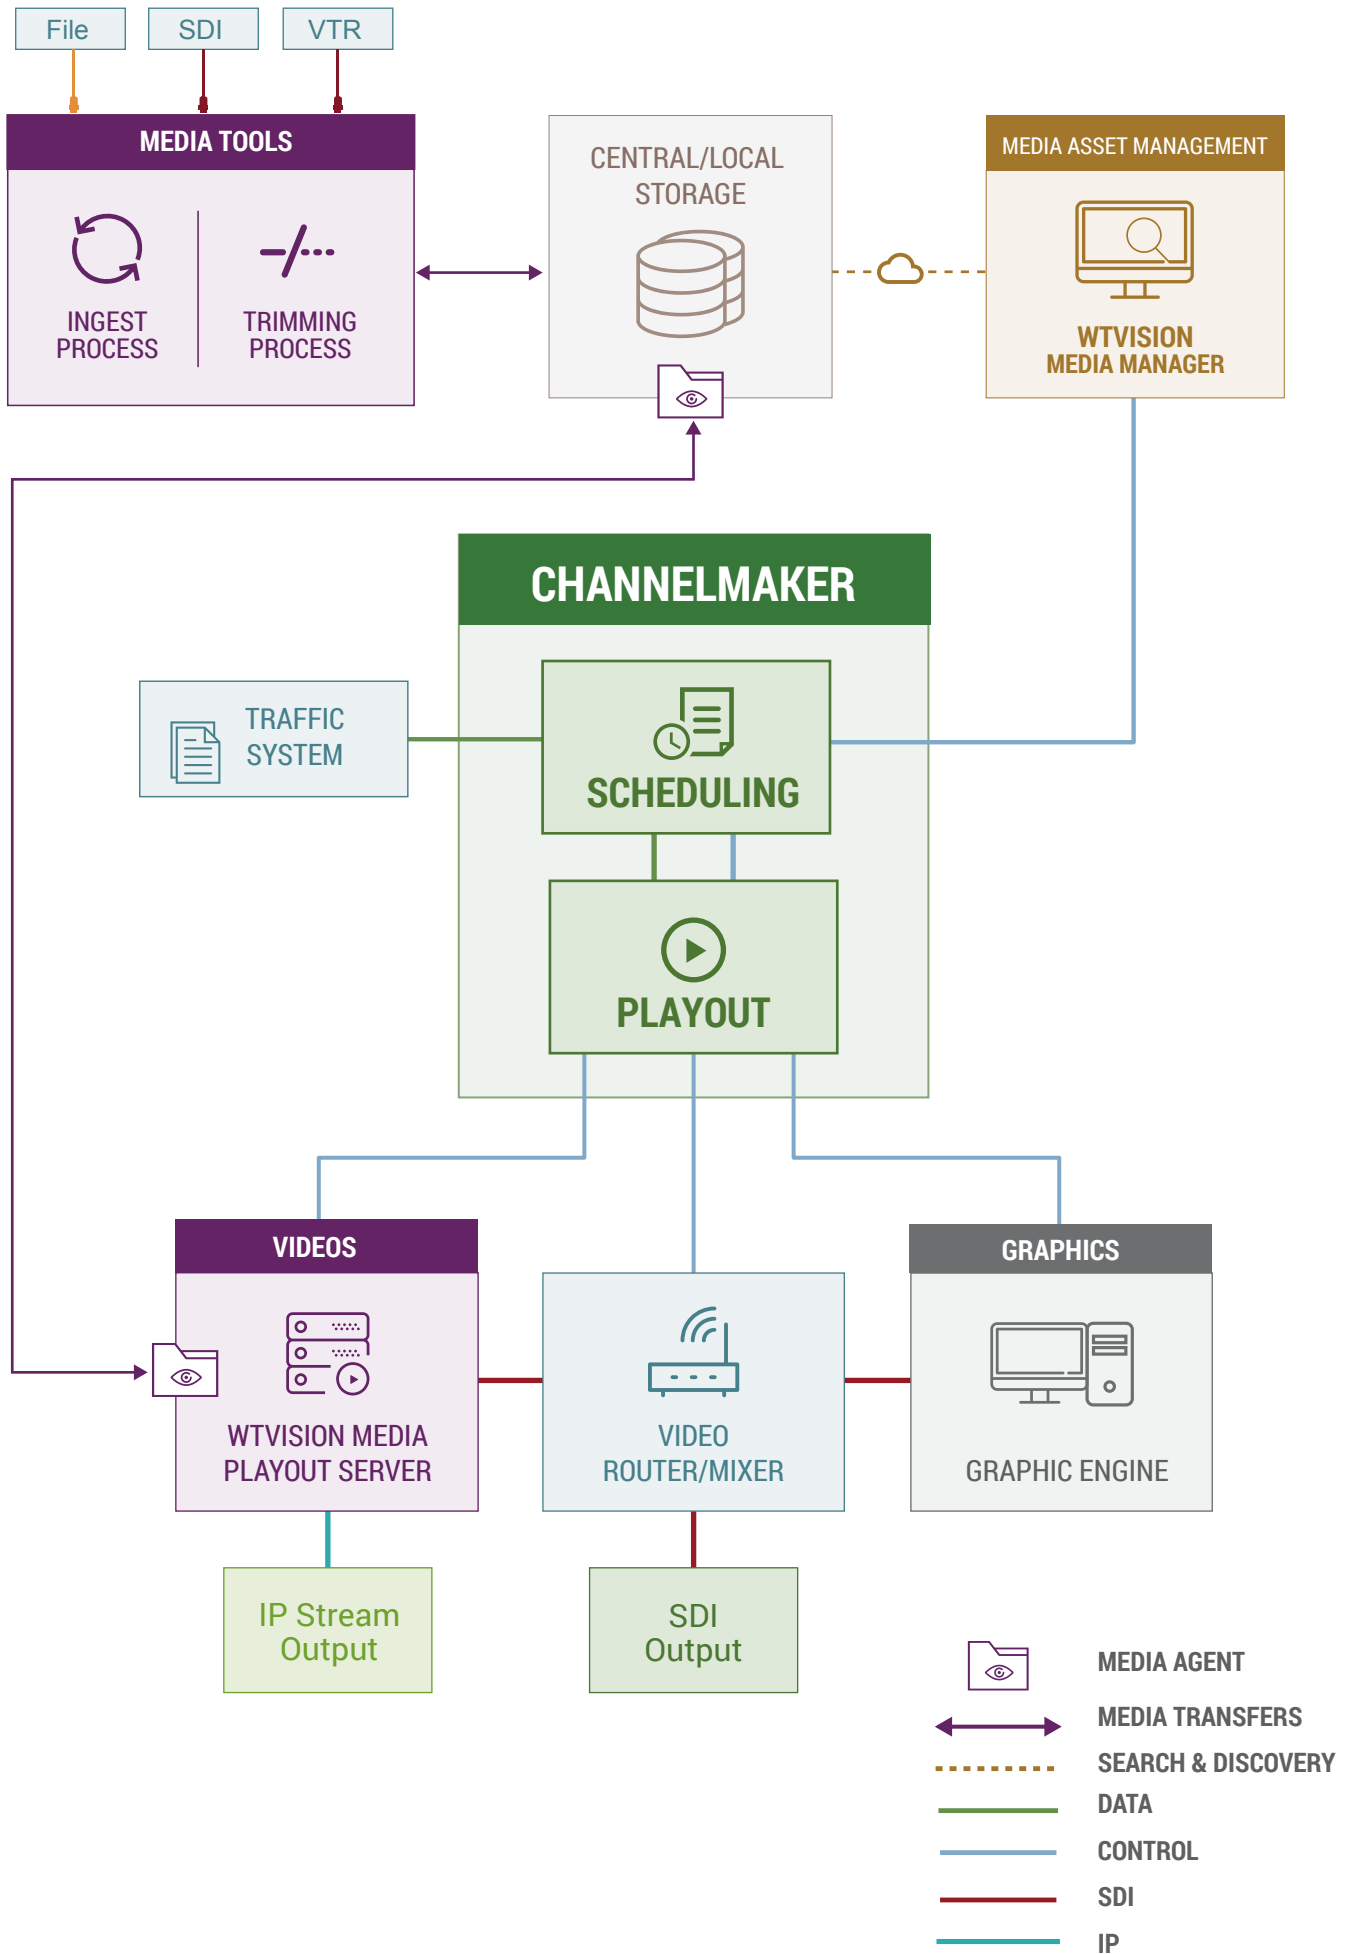 File
SDI
VTR
MEDIA TOOLS
INGEST
PROCESS
TRIMMING
PROCESS
CENTRAL/LOCAL
STORAGE
MEDIA ASSET MANAGEMENT
WTVISION
MEDIA MANAGER
CHANNELMAKER
TRAFFIC
SYSTEM
SCHEDULING
PLAYOUT
VIDEOS
WTVISION MEDIA
PLAYOUT SERVER
VIDEO
ROUTER/MIXER
GRAPHICS
GRAPHIC ENGINE
IP Stream
Output
SDI
Output
MEDIA AGENT
MEDIA TRANSFERS
SEARCH & DISCOVERY
DATA
CONTROL
SDI
IP